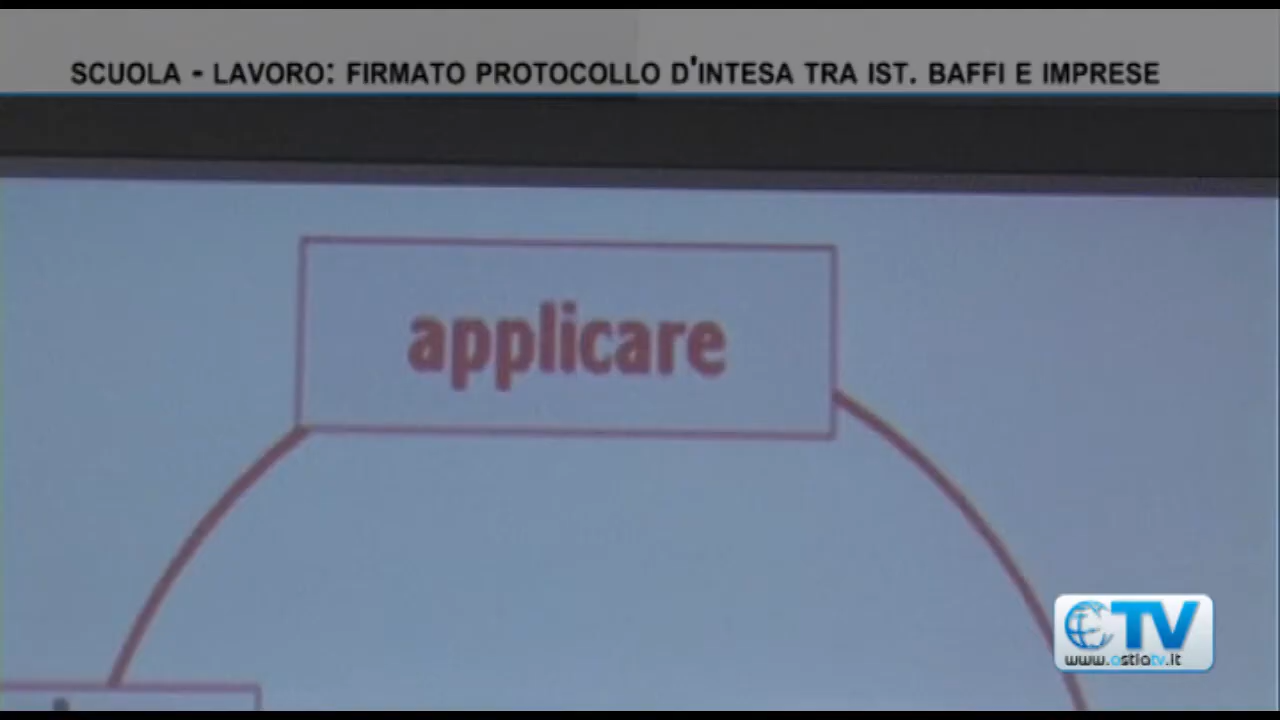 SCUOLA - LAVORO: FIRMATO PROTOCOLLO D'INTESA TRA IST. BAFFI E IMPRESE
applicare
TV
www.ostiatv.it